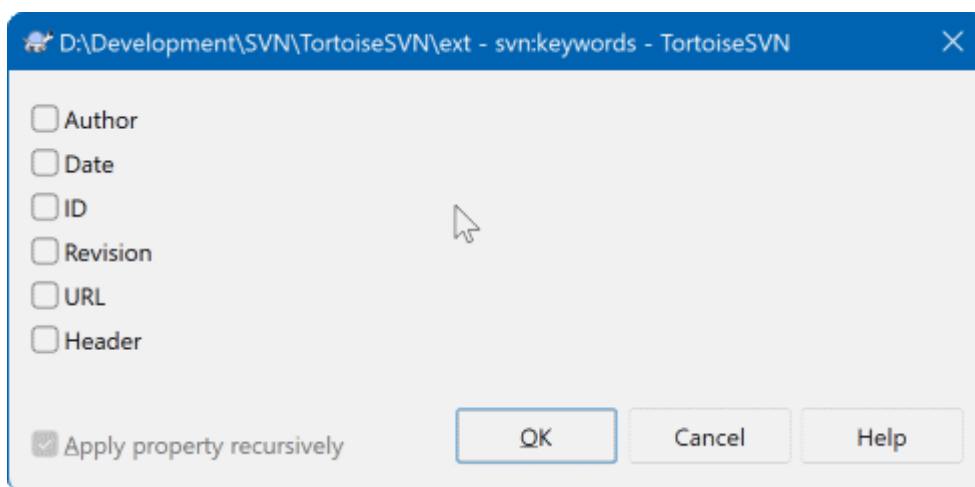 D:\Development\SVN\TortoiseSVN\ext - svn:keywords - TortoiseSVN
Author
Date
ID
Revision
URL
Header
Apply property recursively
OK
Cancel
Help